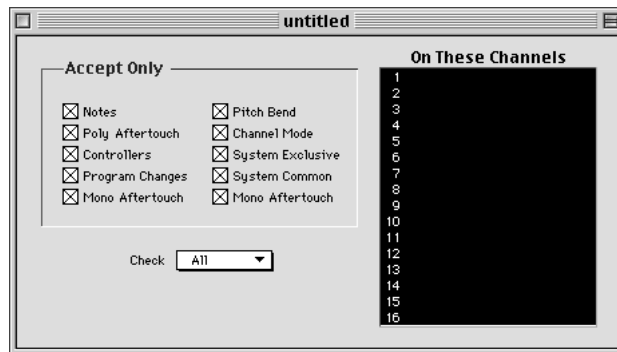 untitled
Accept Only
Notes
Poly Aftertouch
Controllers
Program Changes
Mono Aftertouch
Pitch Bend
Channel Mode
System Exclusive
System Common
Mono Aftertouch
Check All
On These Channels
1
2
3
4
5
6
7
8
9
10
11
12
13
14
15
16